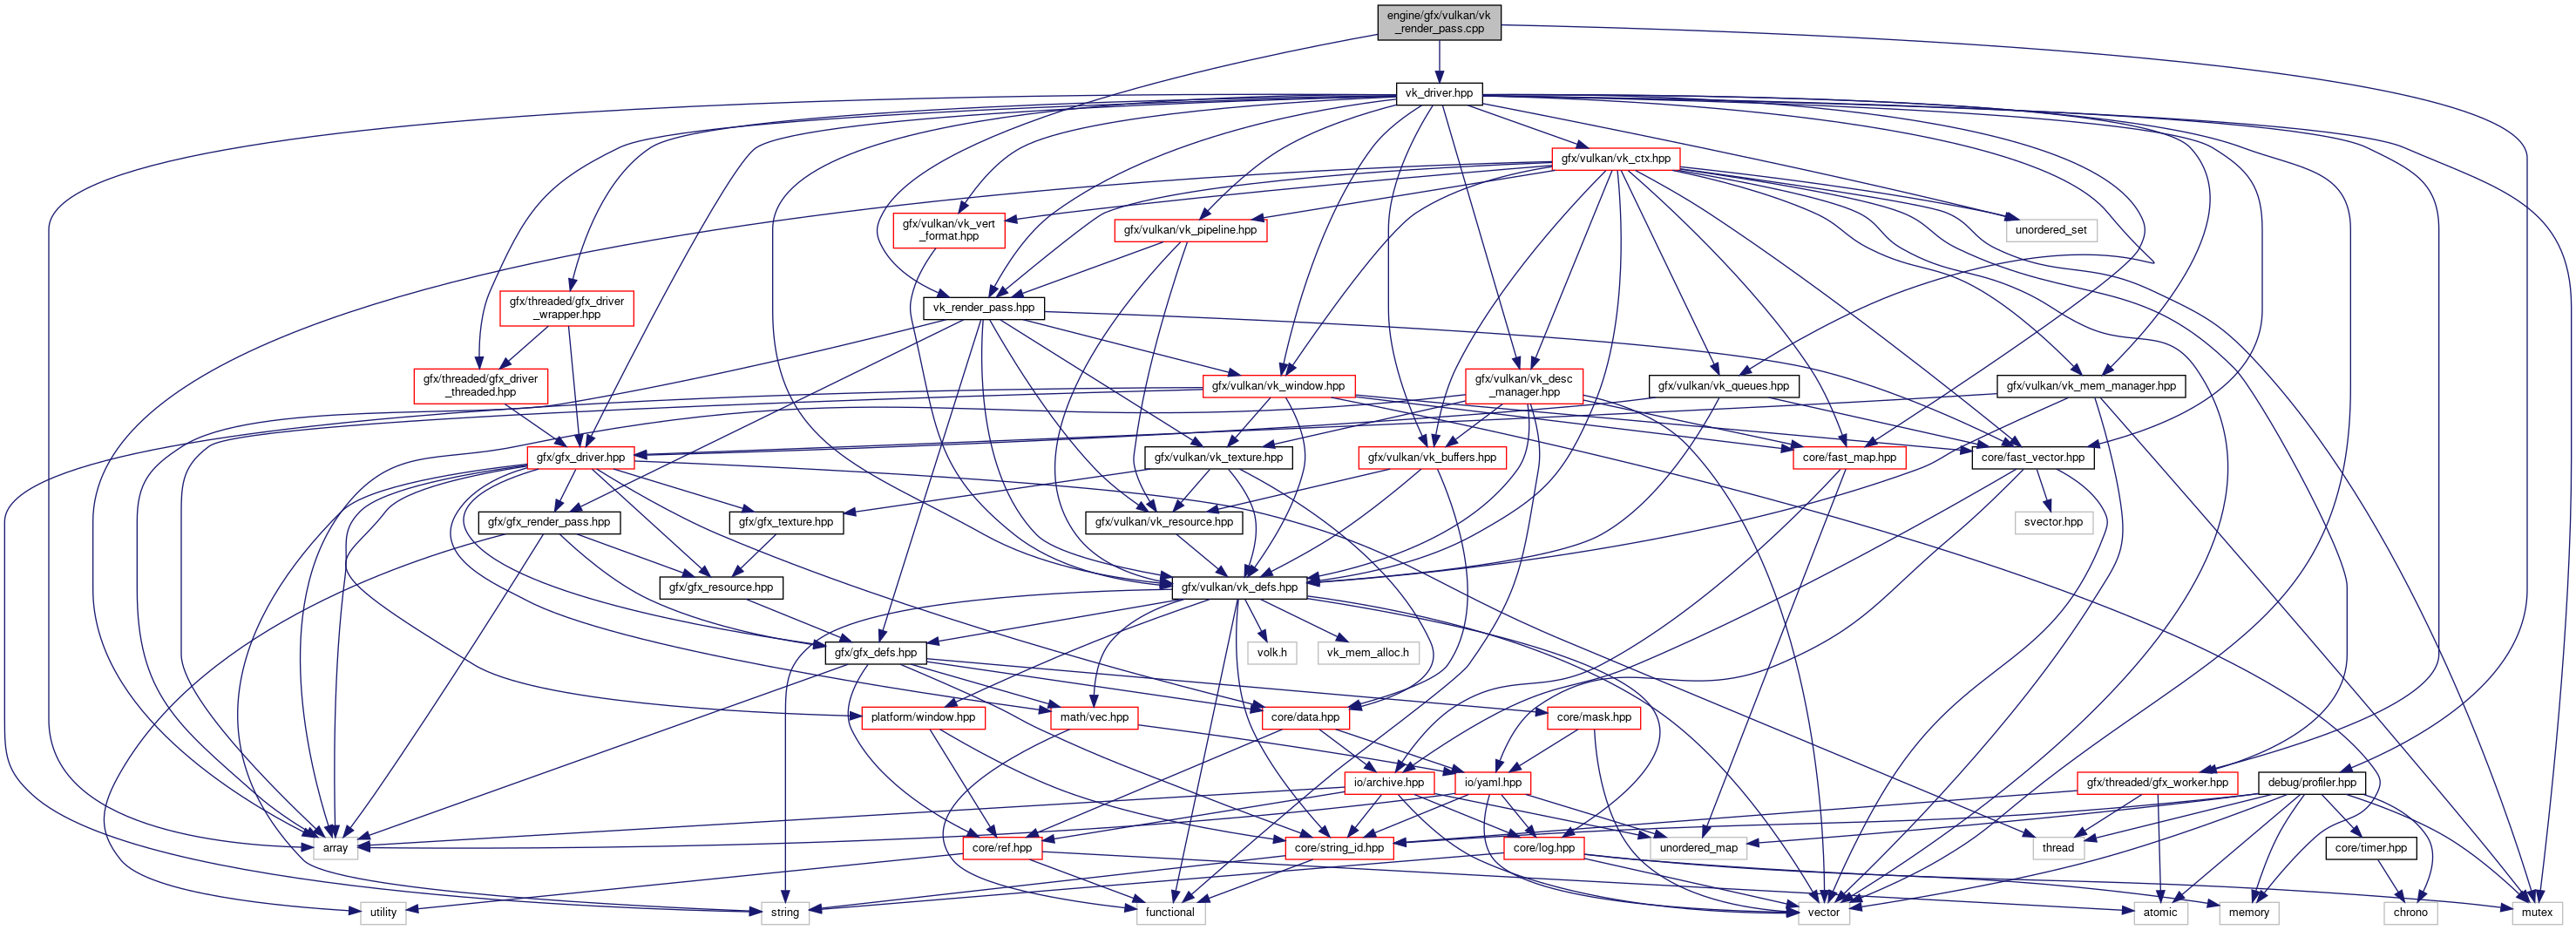 engine/gfx/vulkan/vk
_render_pass.cpp
vk_driver.hpp
gfx/vulkan/vk_ctx.hpp
gfx/vulkan/vk_vert
_format.hpp
gfx/vulkan/vk_pipeline.hpp
unordered_set
gfx/threaded/gfx_driver
_wrapper.hpp
vk_render_pass.hpp
gfx/threaded/gfx_driver
_threaded.hpp
gfx/vulkan/vk_window.hpp
gfx/vulkan/vk_desc
_manager.hpp
gfx/vulkan/vk_queues.hpp
gfx/vulkan/vk_mem_manager.hpp
gfx/gfx_driver.hpp
gfx/vulkan/vk_texture.hpp
gfx/vulkan/vk_buffers.hpp
core/fast_map.hpp
core/fast_vector.hpp
gfx/gfx_render_pass.hpp
gfx/gfx_texture.hpp
gfx/vulkan/vk_resource.hpp
svector.hpp
gfx/gfx_resource.hpp
gfx/vulkan/vk_defs.hpp
gfx/gfx_defs.hpp
volk.h
vk_mem_alloc.h
platform/window.hpp
math/vec.hpp
core/data.hpp
core/mask.hpp
io/archive.hpp
io/yaml.hpp
gfx/threaded/gfx_worker.hpp
debug/profiler.hpp
array
core/ref.hpp
core/string_id.hpp
core/log.hpp
unordered_map
thread
core/timer.hpp
utility
string
functional
vector
atomic
memory
chrono
mutex